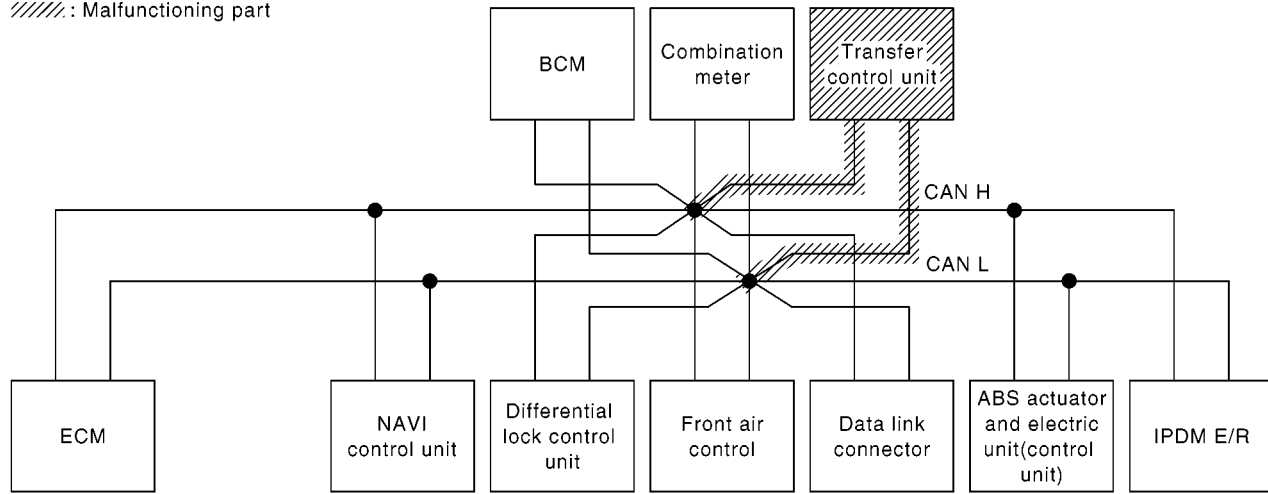 : Malfunctioning part
BCM
Combination
meter
Transfer
control unit
CAN H
CAN L
ECM
NAVI
control unit
Differential
lock control
unit
Front air
control
Data link
connector
ABS actuator
and electric
unit(control
unit)
IPDM E/R